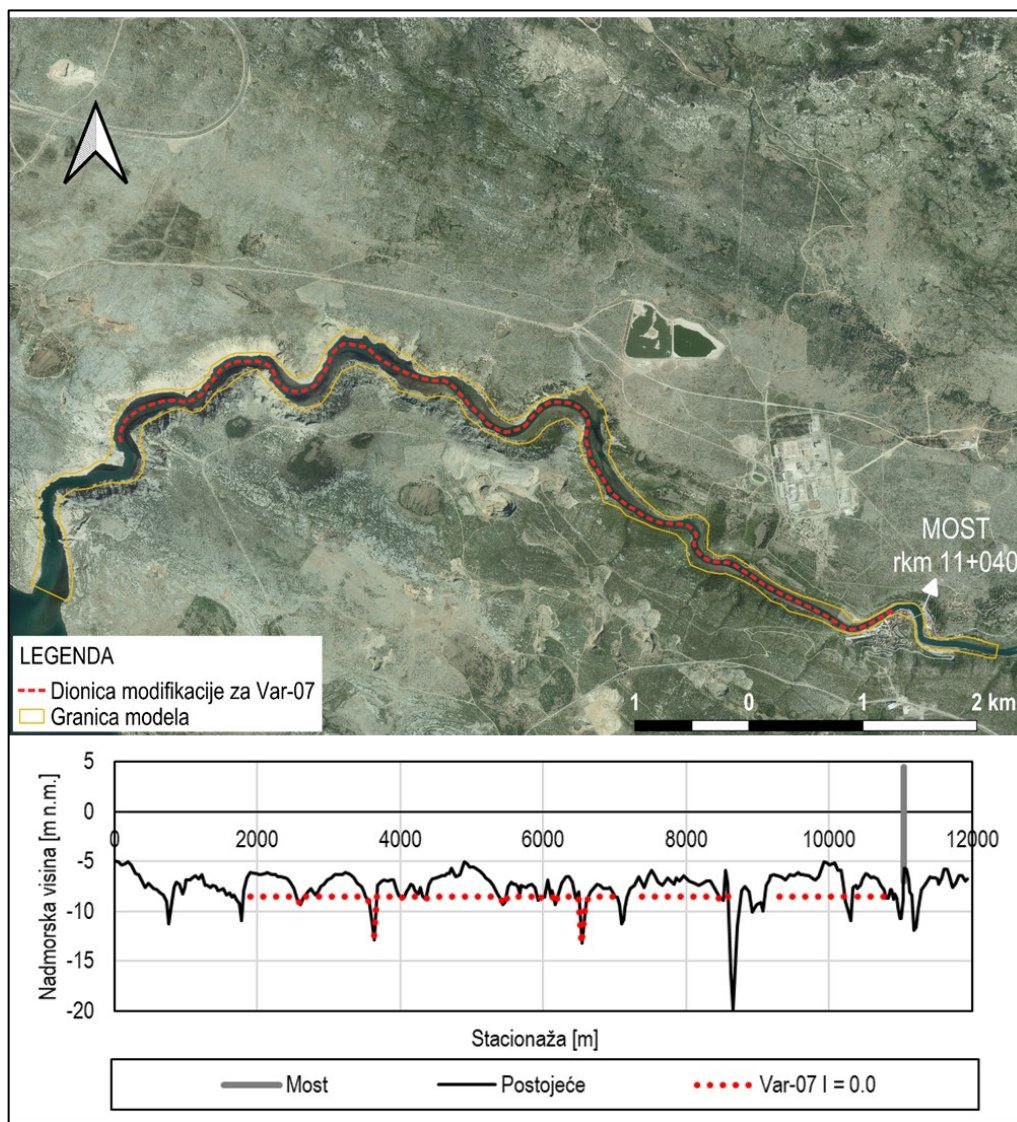 MOST
rkm 11+040
LEGENDA
Dionica modifikacije za Var-07
Granica modela
1 0 1 2 km
Nadmorska visina [m n.m.]
5
0
-5
-10
-15
-20
0 2000 4000 6000 8000 10000 12000
Stacionaža [m]
Most Postojeće Var-07 I = 0.0